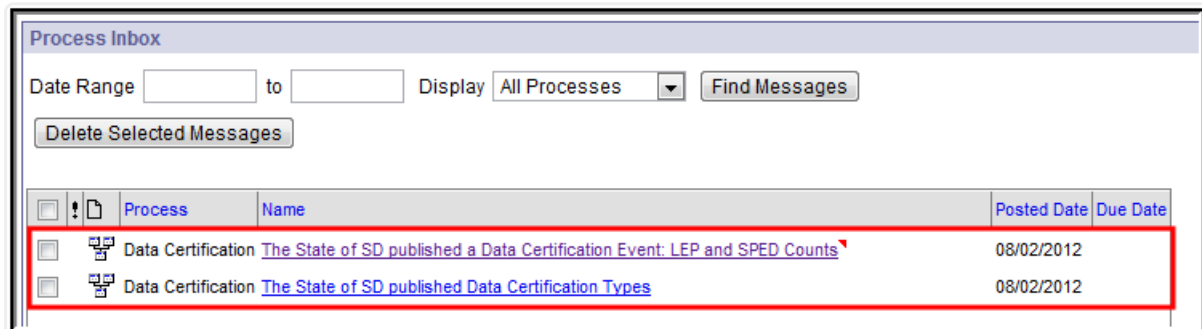 Process Inbox
Date Range to Display All Processes Find Messages
Delete Selected Messages
! Process Name Posted Date Due Date
Data Certification The State of SD published a Data Certification Event: LEP and SPED Counts 08/02/2012
Data Certification The State of SD published Data Certification Types 08/02/2012